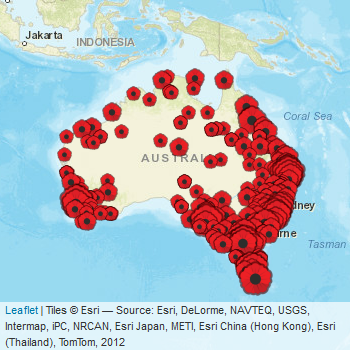 Jakarta
INDONESIA
Coral Sea
AUSTRAL
dney
rne
Tasman
Leaflet | Tiles © Esri — Source: Esri, DeLorme, NAVTEQ, USGS,
Intermap, iPC, NRCAN, Esri Japan, METI, Esri China (Hong Kong), Esri
(Thailand), TomTom, 2012